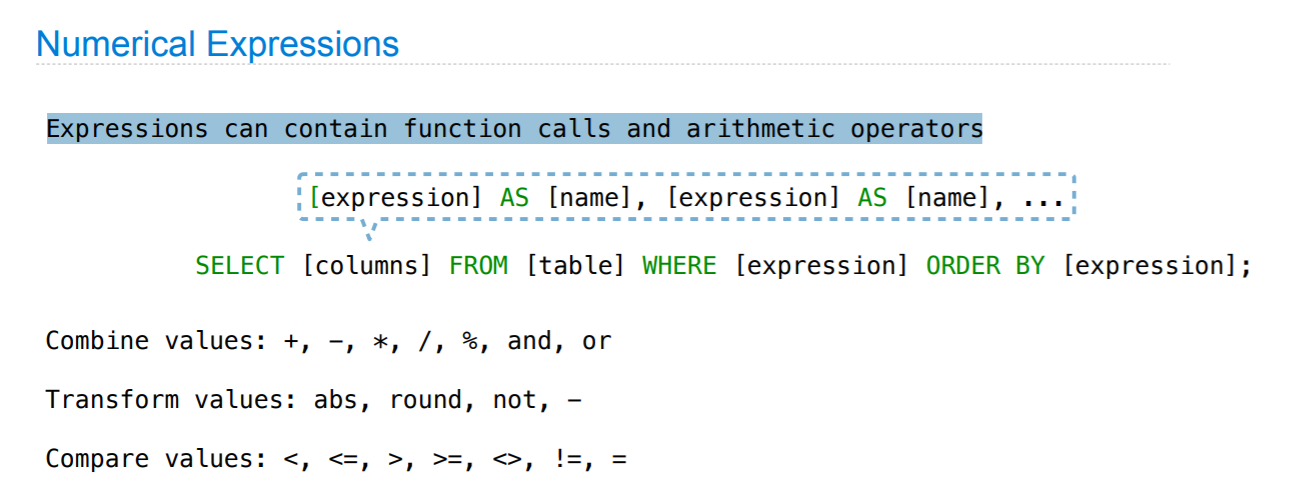 Numerical Expressions
Expressions can contain function calls and arithmetic operators
[expression] AS [name], [expression] AS [name], ...
SELECT [columns] FROM [table] WHERE [expression] ORDER BY [expression];
Combine values: +, -, *, /, %, and, or
Transform values: abs, round, not, -
Compare values: <, <=, >, >=, <>, !=, =